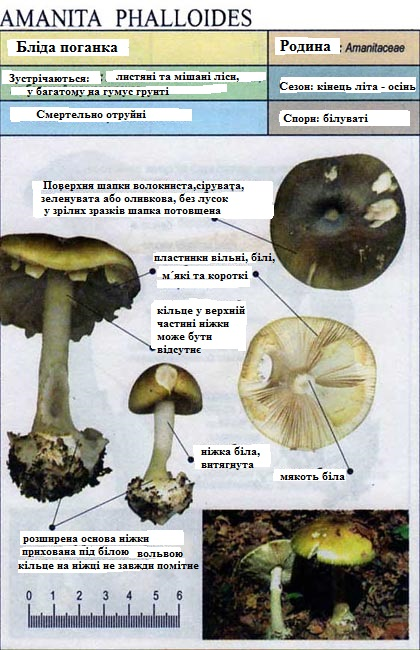 AMANITA PHALLOIDES
Бліда поганка
Родина : Amanitaceae
Зустрічаються: листяні та мішані ліси,
у багатому на гумус ґрунті
Сезон: кінець літа - осінь
Смертельно отруйні
Спори: білуваті
Поверхня шапки волокниста,сірувата,
зеленувата або оливкова, без лусок
у зрілих зразків шапка потовщена
пластинки вільні, білі,
м´які та короткі
кільце у верхній
частині ніжки
може бути
відсутнє
ніжка біла,
витягнута
мякоть біла
розширена основа ніжки
прихована під білою вольвою
кільце на ніжці не завжди помітне
0 1 2 3 4 5 6